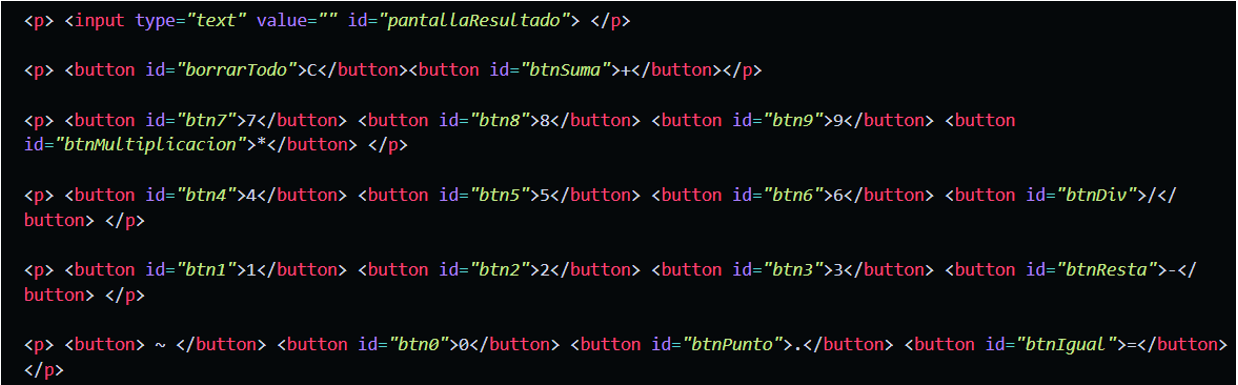 <p> <input type="text" value="" id="pantallaResultado"> </p>
<p> <button id="borrarTodo">C</button><button id="btnSuma">+</button></p>
<p> <button id="btn7">7</button> <button id="btn8">8</button> <button id="btn9">9</button> <button
id="btnMultiplicacion">*</button> </p>
<p> <button id="btn4">4</button> <button id="btn5">5</button> <button id="btn6">6</button> <button id="btnDiv">/</
button> </p>
<p> <button id="btn1">1</button> <button id="btn2">2</button> <button id="btn3">3</button> <button id="btnResta">-</
button> </p>
<p> <button> ~ </button> <button id="btn0">0</button> <button id="btnPunto">.</button> <button id="btnIgual">=</button>
</p>